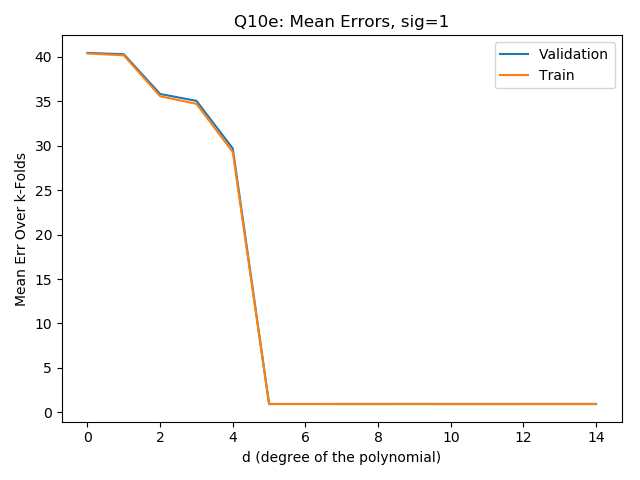 Q10e: Mean Errors, sig=1
Validation
Train
Mean Err Over k-Folds
40
35
30
25
20
15
10
5
0
0 2 4 6 8 10 12 14
d (degree of the polynomial)